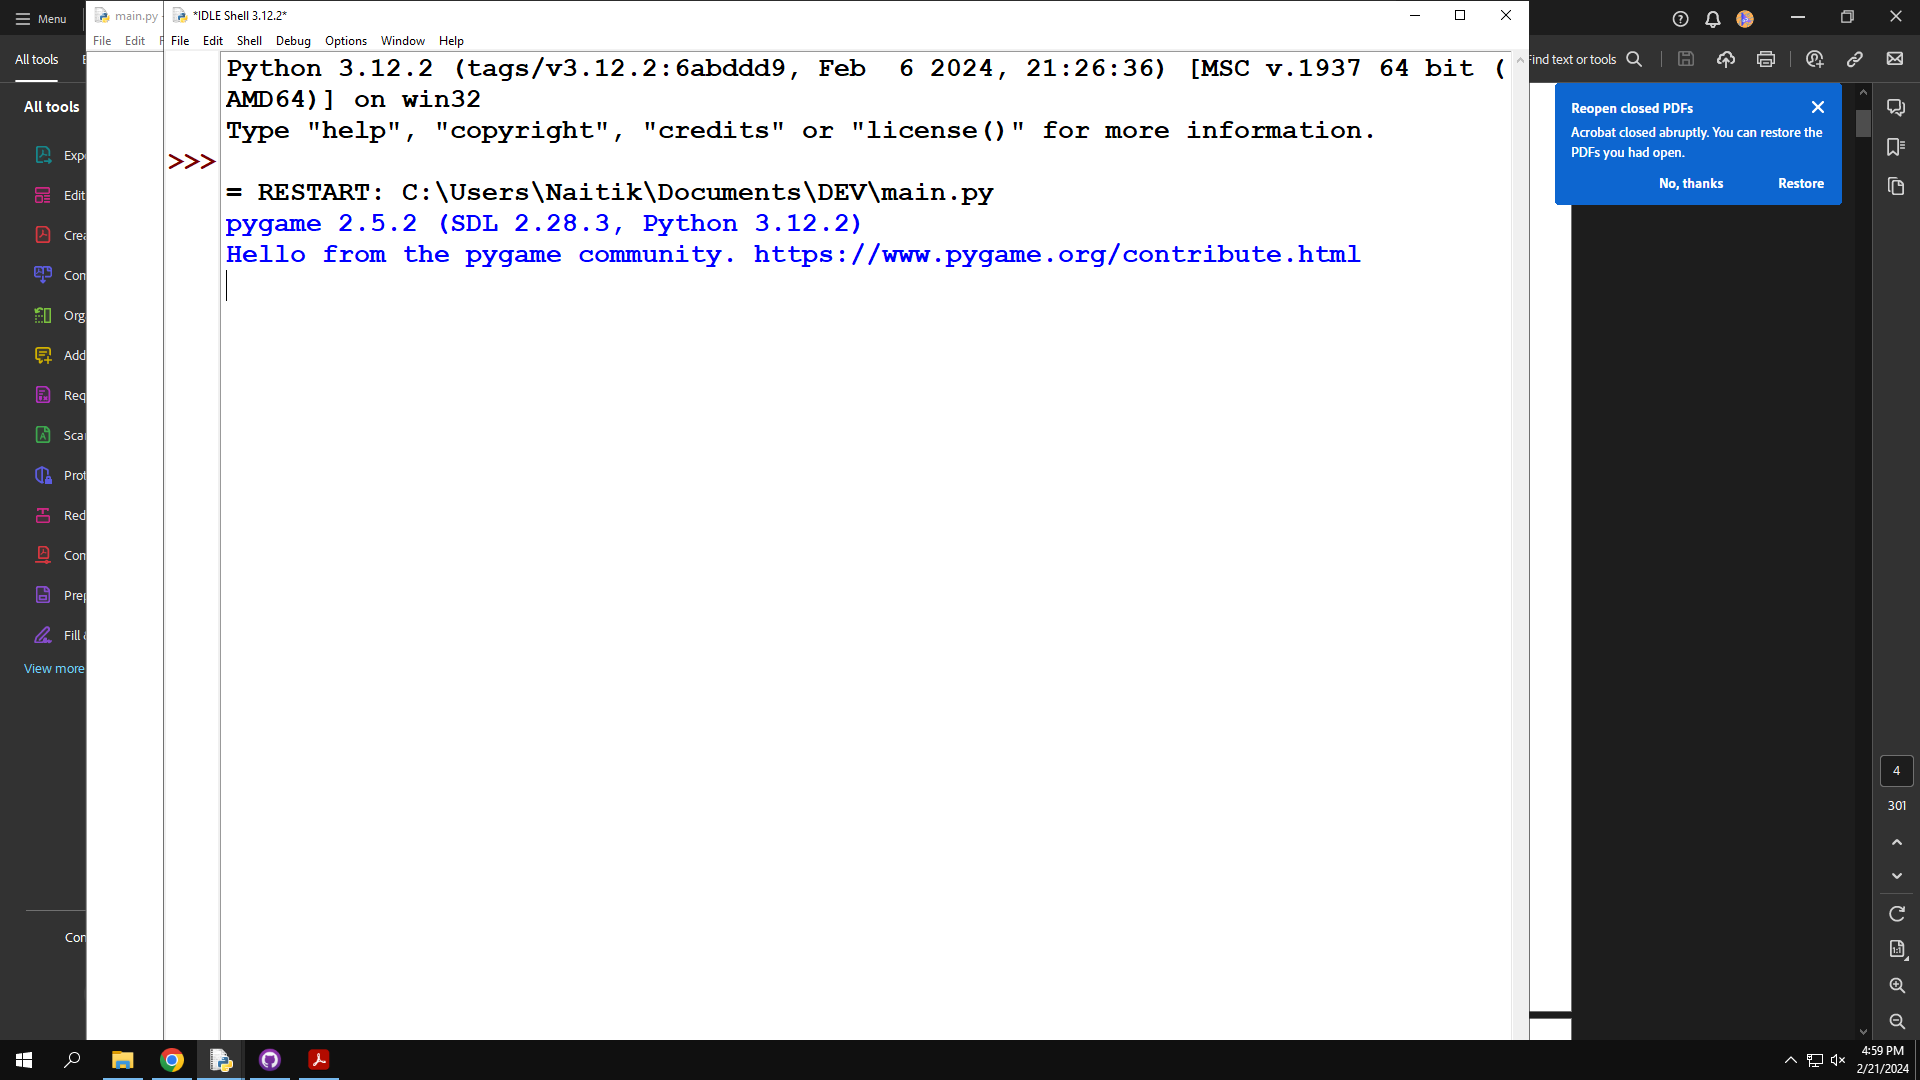 Menu
main.py -
*IDLE Shell 3.12.2*
File Edit
File Edit Shell Debug Options Window Help
All tools
Find text or tools
Python 3.12.2 (tags/v3.12.2:6abddd9, Feb  6 2024, 21:26:36) [MSC v.1937 64 bit (
AMD64)] on win32
Type "help", "copyright", "credits" or "license()" for more information.
>>>
= RESTART: C:\Users\Naitik\Documents\DEV\main.py
pygame 2.5.2 (SDL 2.28.3, Python 3.12.2)
Hello from the pygame community. https://www.pygame.org/contribute.html
Reopen closed PDFs
Acrobat closed abruptly. You can restore the
PDFs you had open.
No, thanks Restore
All tools
Expo
Edit
Crea
Com
Org
Add
Req
Scar
Prot
Red
Com
Prep
Fill &
View more
Con
4
301
1:1
4:59 PM
2/21/2024